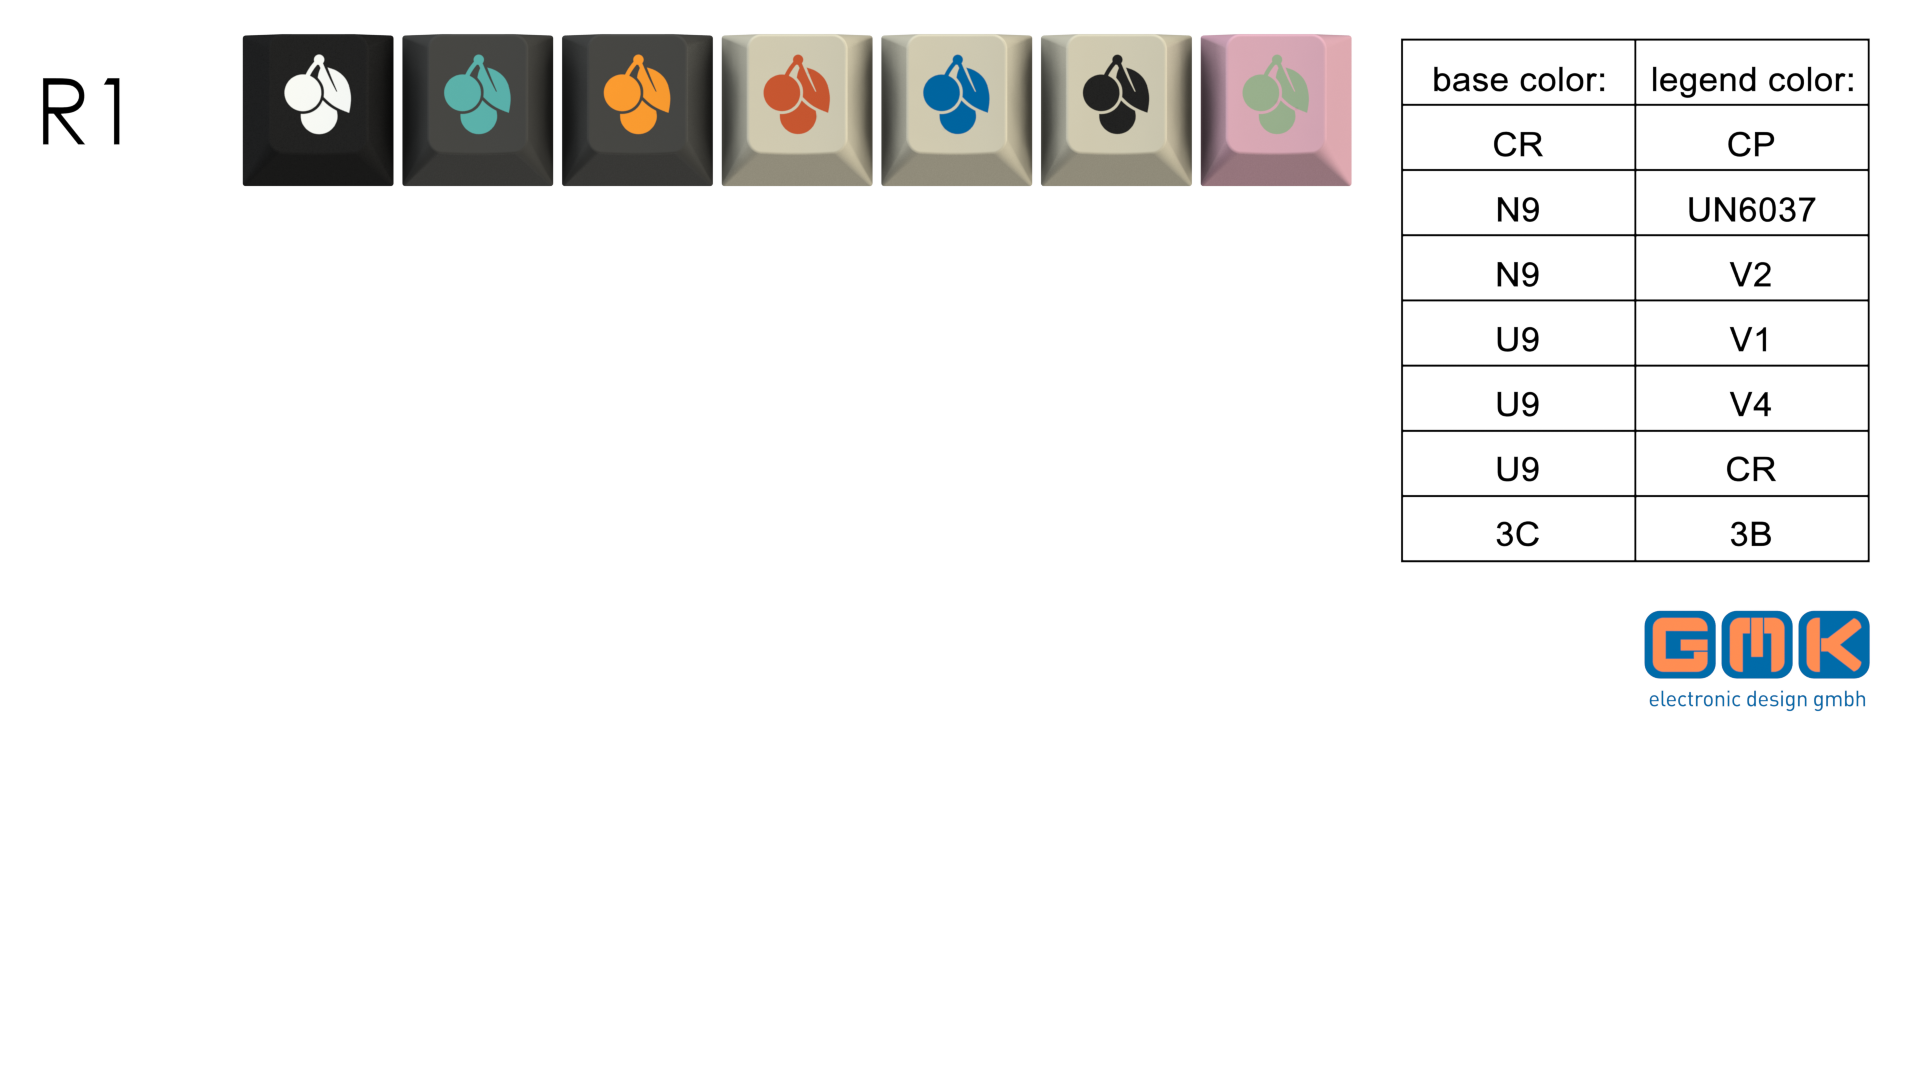 R1
base color: legend color:
CR CP
N9 UN6037
N9 V2
U9 V1
U9 V4
U9 CR
3C 3B
GMK
electronic design gmbh